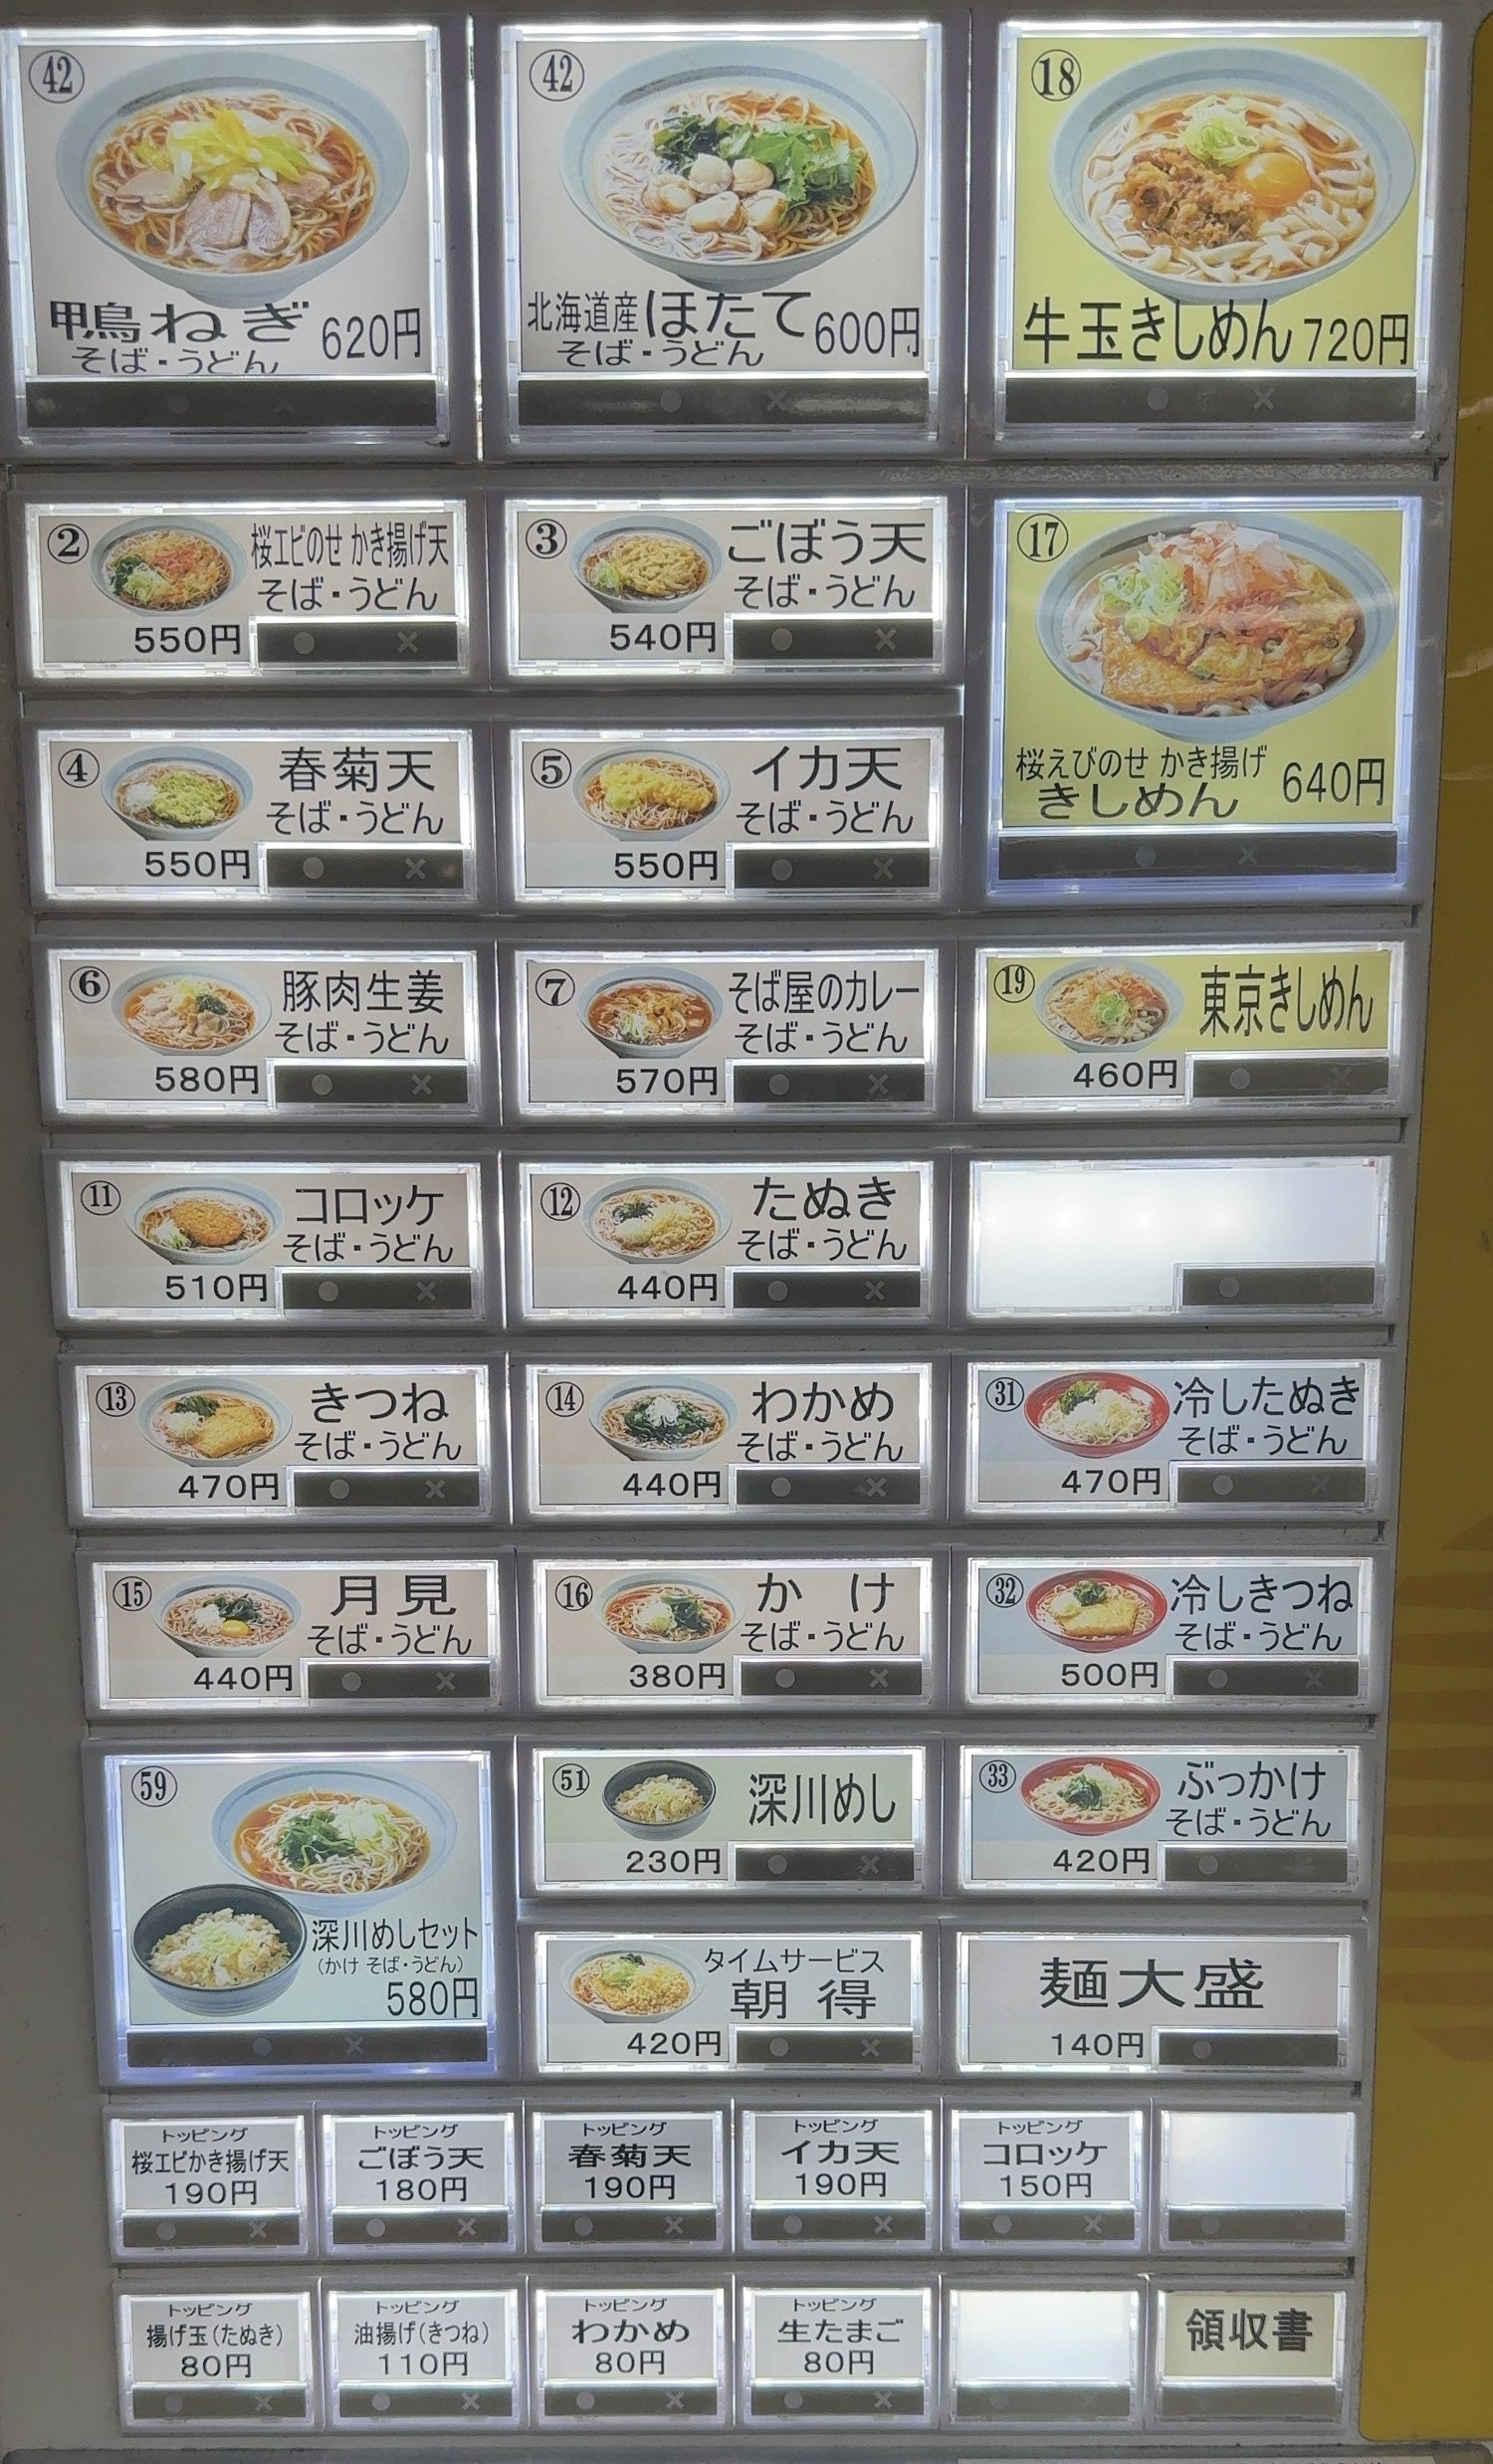 ㊷
鴨ねぎ
そば・うどん
620円
㊷
北海道産ほたて
そば・うどん
600円
⑱
牛玉きしめん 720円
②
桜エビのせ かき揚げ天
そば・うどん
550円
③
ごぼう天
そば・うどん
540円
⑰
桜えびのせ かき揚げ
きしめん
640円
④
春菊天
そば・うどん
550円
⑤
イカ天
そば・うどん
550円
⑥
豚肉生姜
そば・うどん
580円
⑦
そば屋のカレー
そば・うどん
570円
⑲
東京きしめん
460円
⑪
コロッケ
そば・うどん
510円
⑫
たぬき
そば・うどん
440円
⑬
きつね
そば・うどん
470円
⑭
わかめ
そば・うどん
440円
㉛
冷したぬき
そば・うどん
470円
⑮
月見
そば・うどん
440円
⑯
か け
そば・うどん
380円
㉜
冷しきつね
そば・うどん
500円
59
深川めしセット
(かけ そば・うどん)
580円
51
深川めし
230円
㉝
ぶっかけ
そば・うどん
420円
タイムサービス
朝 得
420円
麺大盛
140円
トッピング
桜エビかき揚げ天
190円
トッピング
ごぼう天
180円
トッピング
春菊天
190円
トッピング
イカ天
190円
トッピング
コロッケ
150円
トッピング
揚げ玉(たぬき)
80円
トッピング
油揚げ(きつね)
110円
トッピング
わかめ
80円
トッピング
生たまご
80円
領収書